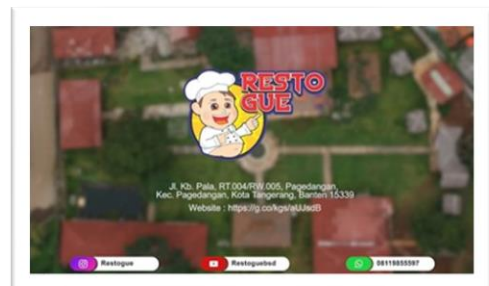 RESTO
GUE
Jl. Kb. Pala, RT.004/RW.005, Pagedangan,
Kec. Pagedangan, Kota Tangerang, Banten 15339
Website : https://g.co/kgs/aUJsdB
Restogue
Restoguebsd
08119855597